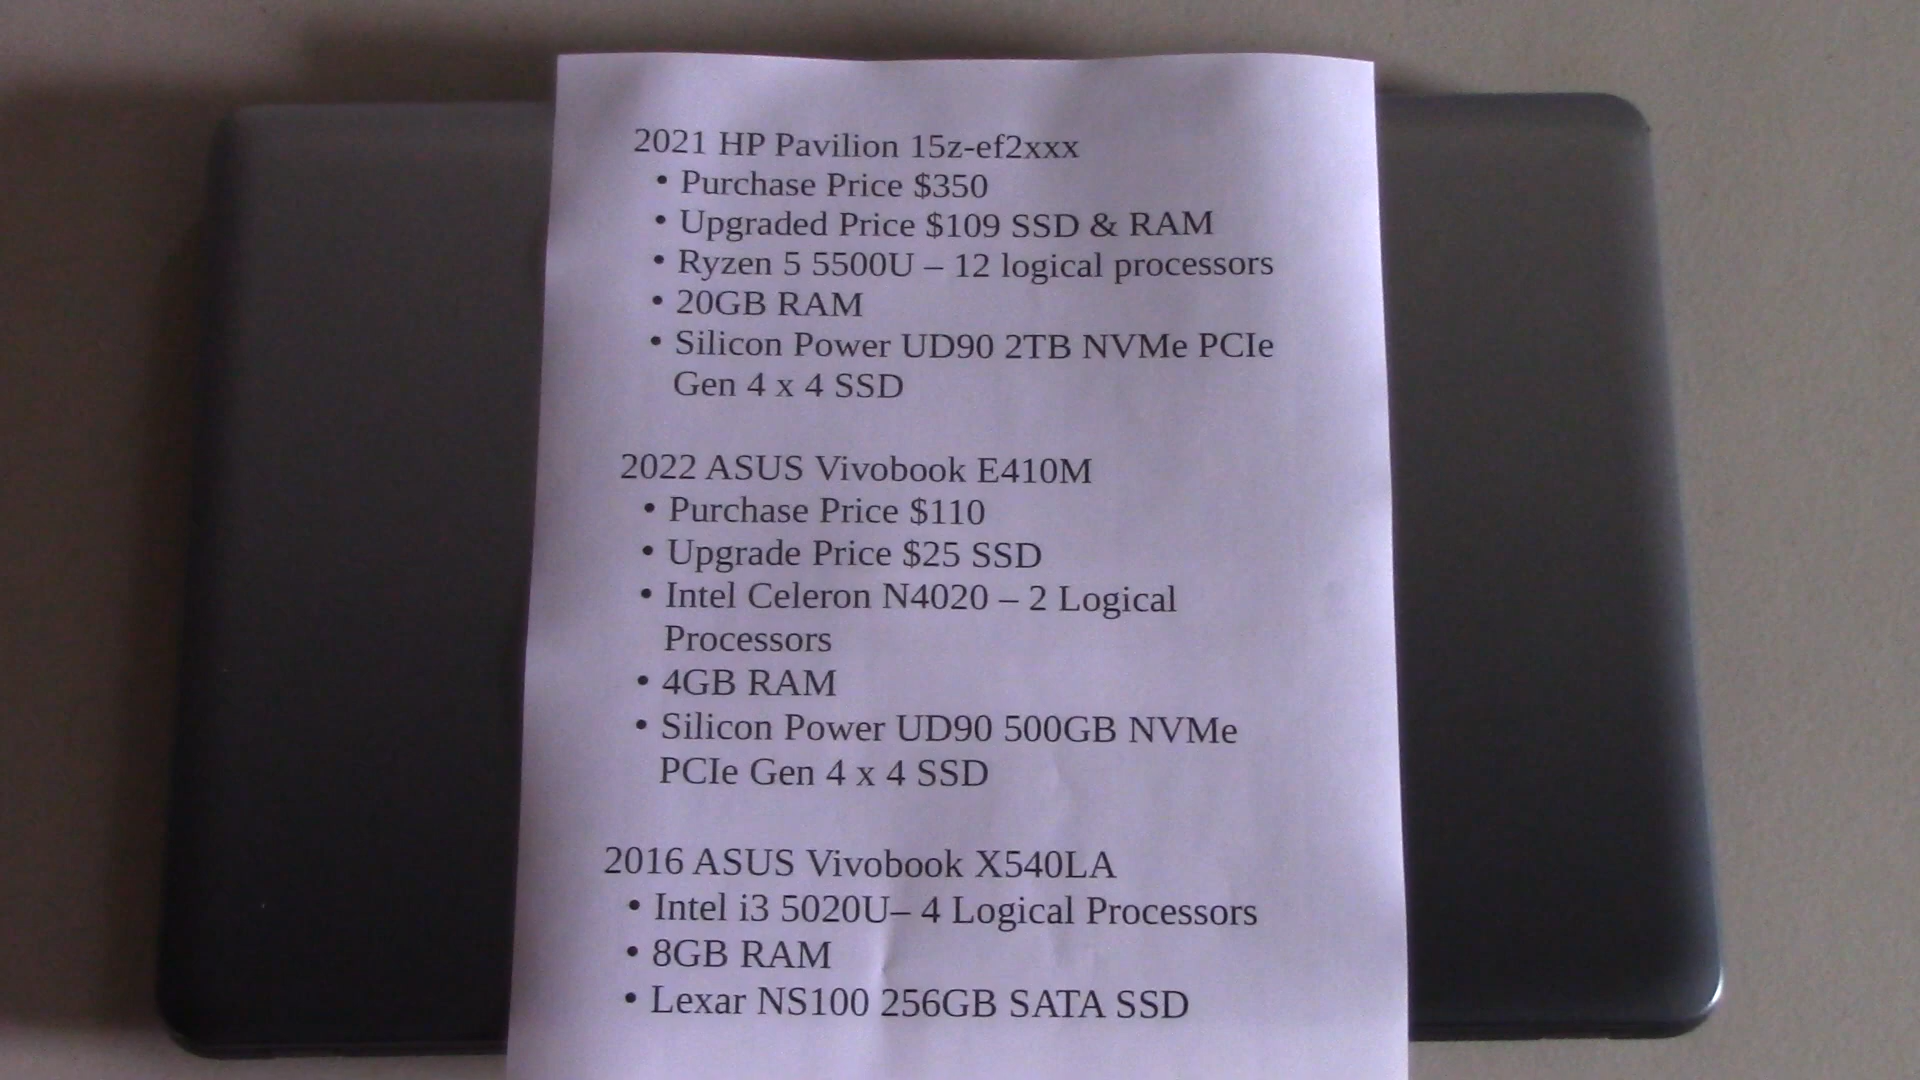 2021 HP Pavilion 15z-ef2xxx
• Purchase Price $350
• Upgraded Price $109 SSD & RAM
• Ryzen 5 5500U – 12 logical processors
• 20GB RAM
• Silicon Power UD90 2TB NVMe PCIe
Gen 4 x 4 SSD
2022 ASUS Vivobook E410M
• Purchase Price $110
• Upgrade Price $25 SSD
• Intel Celeron N4020 – 2 Logical
Processors
• 4GB RAM
• Silicon Power UD90 500GB NVMe
PCIe Gen 4 x 4 SSD
2016 ASUS Vivobook X540LA
• Intel i3 5020U– 4 Logical Processors
• 8GB RAM
• Lexar NS100 256GB SATA SSD